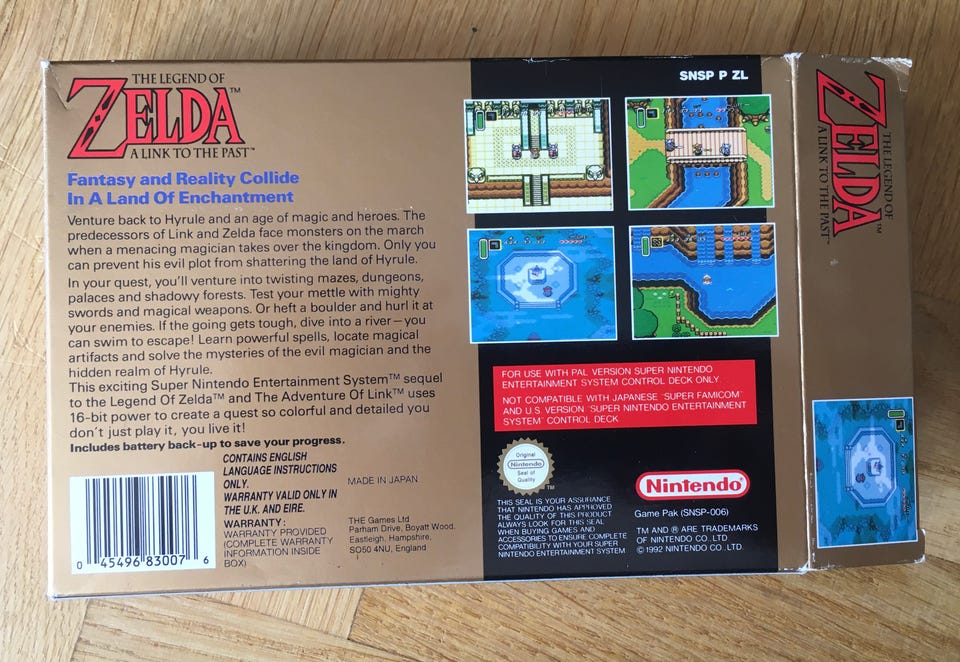 THE LEGEND OF
ZELDA™
A LINK TO THE PAST™
Fantasy and Reality Collide
In A Land Of Enchantment
Venture back to Hyrule and an age of magic and heroes. The
predecessors of Link and Zelda face monsters on the march
when a menacing magician takes over the kingdom. Only you
can prevent his evil plot from shattering the land of Hyrule.
In your quest, you'll venture into twisting mazes, dungeons,
palaces and shadowy forests. Test your mettle with mighty
swords and magical weapons. Or heft a boulder and hurl it at
your enemies. If the going gets tough, dive into a river—you
can swim to escape! Learn powerful spells, locate magical
artifacts and solve the mysteries of the evil magician and the
hidden realm of Hyrule.
This exciting Super Nintendo Entertainment System™ sequel
to the Legend Of Zelda™ and The Adventure Of Link™ uses
16-bit power to create a quest so colorful and detailed you
don't just play it, you live it!
Includes battery back-up to save your progress.
CONTAINS ENGLISH
LANGUAGE INSTRUCTIONS
ONLY.
WARRANTY VALID ONLY IN
THE U.K. AND EIRE.
WARRANTY:
WARRANTY PROVIDED
(COMPLETE WARRANTY
INFORMATION INSIDE
BOX)
0 45496 83007 6
MADE IN JAPAN
THE Games Ltd
Parham Drive, Boyatt Wood.
Eastleigh, Hampshire,
SO50 4NU, England
SNSP P ZL
FOR USE WITH PAL VERSION SUPER NINTENDO
ENTERTAINMENT SYSTEM CONTROL DECK ONLY
NOT COMPATIBLE WITH JAPANESE 'SUPER FAMICOM'
AND U.S. VERSION 'SUPER NINTENDO ENTERTAINMENT
SYSTEM' CONTROL DECK
Original
Nintendo
Seal of
Quality
TM
THIS SEAL IS YOUR ASSURANCE
THAT NINTENDO HAS APPROVED
THE QUALITY OF THIS PRODUCT
ALWAYS LOOK FOR THIS SEAL
WHEN BUYING GAMES AND
ACCESSORIES TO ENSURE COMPLETE
COMPATIBILITY WITH YOUR SUPER
NINTENDO ENTERTAINMENT SYSTEM
Nintendo®
Game Pak (SNSP-006)
TM AND ® ARE TRADEMARKS
OF NINTENDO CO. LTD
© 1992 NINTENDO CO., LTD.
THE LEGEND OF
ZELDA™
A LINK TO THE PAST™